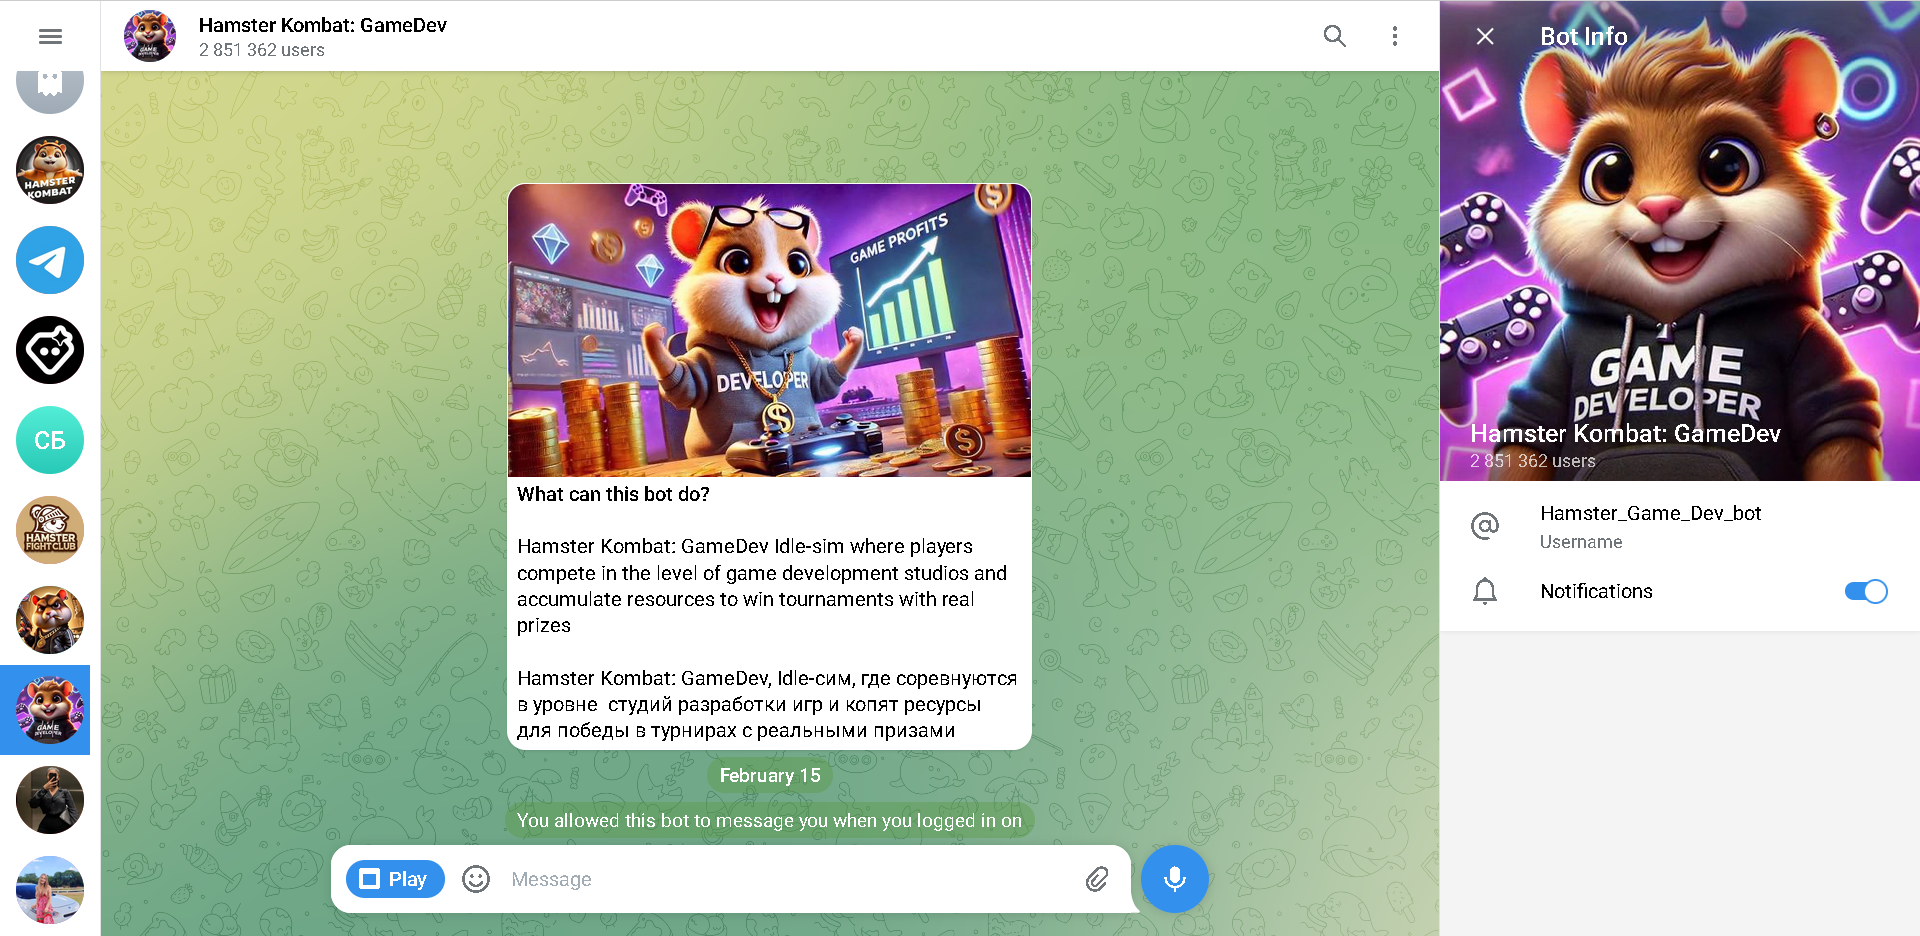 Hamster Kombat: GameDev
2 851 362 users
HAMSTER
KOMBAT
СБ
HAMSTER
FIGHT CLUB
GAME
DEVELOPER
GAME PROFITS
DEVELOPER
What can this bot do?
Hamster Kombat: GameDev Idle-sim where players
compete in the level of game development studios and
accumulate resources to win tournaments with real
prizes
Hamster Kombat: GameDev, Idle-сим, где соревнуются
в уровне  студий разработки игр и копят ресурсы
для победы в турнирах с реальными призами
February 15
You allowed this bot to message you when you logged in on
Play
Message
Bot Info
GAME
DEVELOPER
Hamster Kombat: GameDev
2 851 362 users
Hamster_Game_Dev_bot
Username
Notifications